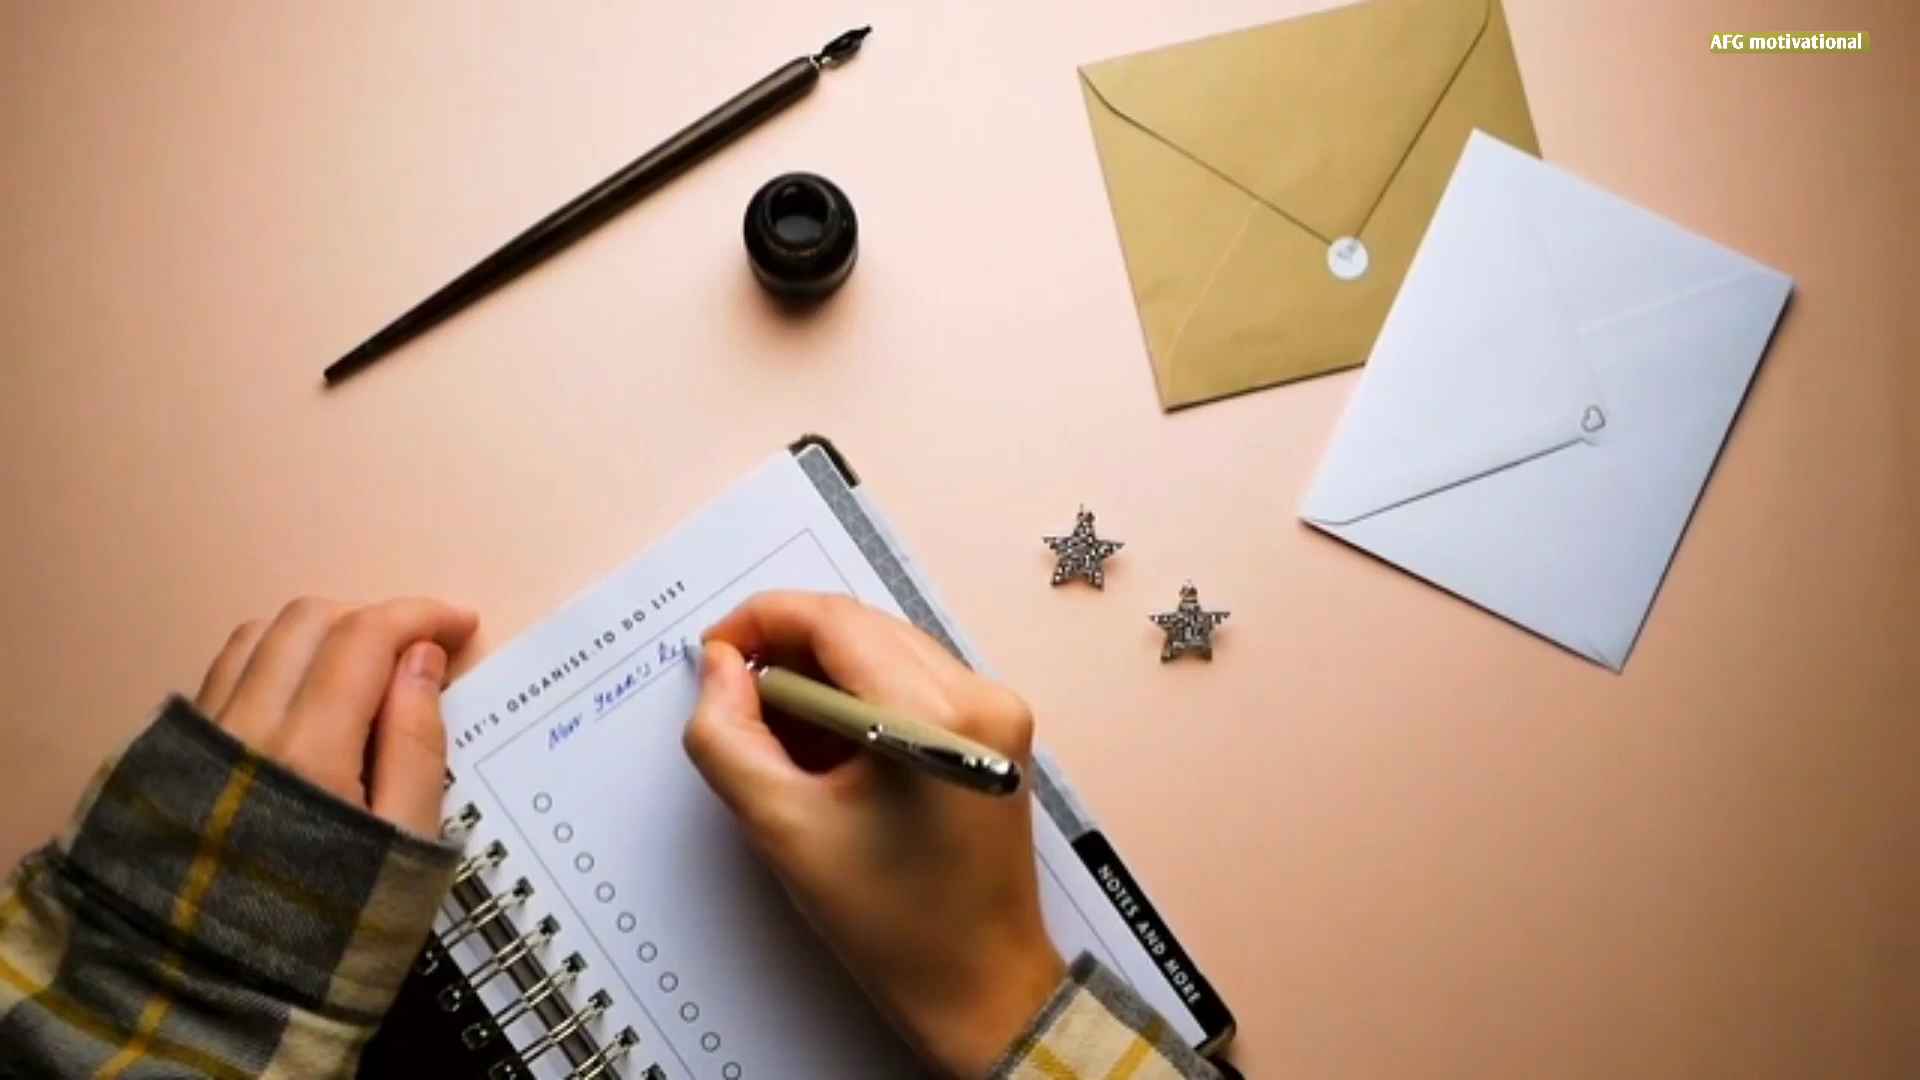 AFG motivational
LET'S ORGANISE.TO DO LIST
New Year's
NOTES AND MORE